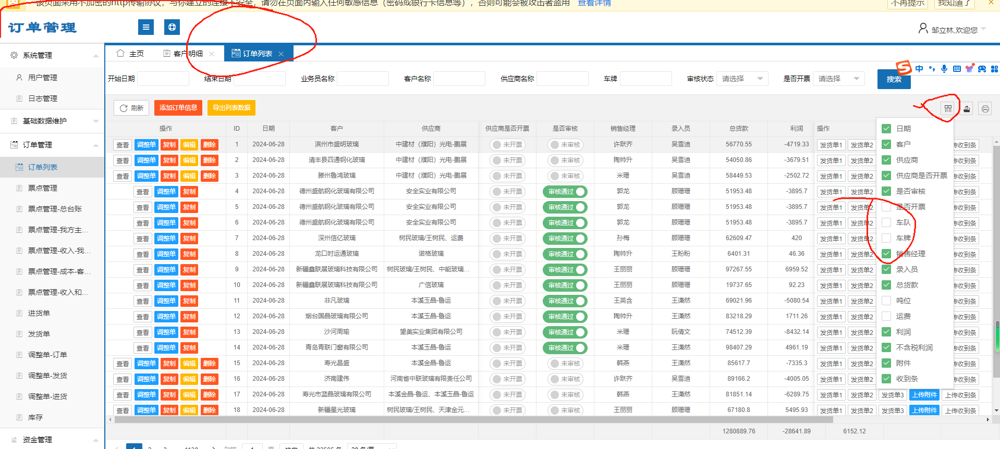 该页面采用不加密的http传输协议，与你建立的连接不安全，请勿在页面内输入任何敏感信息（密码或银行卡信息等），否则可能会被攻击者盗用 查看详情 不再提示 我知道了
订单管理 邹立林,欢迎您
主页 客户明细 订单列表
开始日期 结束日期 业务员名称 客户名称 供应商名称 车牌 审核状态 请选择 是否开票 请选择 搜索
中
刷新 添加订单信息 导出列表数据
系统管理
用户管理
日志管理
基础数据维护
订单管理
订单列表
票点管理
票点管理-总台账
票点管理-我方主...
票点管理-收入-我...
票点管理-成本-客...
票点管理-收入和...
进货单
发货单
调整单-订单
调整单-发货
调整单-进货
库存
资金管理
操作 ID 日期 客户 供应商 供应商是否开票 是否审核 销售经理 录入员 总货款 利润 操作
查看 调整单 复制 编辑 删除 1 2024-06-28 滨州市盛明玻璃 中建材（濮阳）光电-鹏展 未开票 未审核 许跃齐 吴雪迪 56770.55 -4719.33 发货单1 发货单2 传收到条
查看 调整单 复制 编辑 删除 2 2024-06-28 清丰县四通钢化玻璃 中建材（濮阳）光电-鹏展 未开票 未审核 陶帅升 吴雪迪 54050.86 -3679.51 发货单1 发货单2 传收到条
查看 调整单 复制 编辑 删除 3 2024-06-28 滕州鲁鸿玻璃 中建材（濮阳）光电-鹏展 未开票 未审核 米珊 吴雪迪 58449.53 -2502.72 发货单1 发货单2 传收到条
查看 调整单 复制 4 2024-06-28 德州盛航钢化玻璃有限公司 安全实业有限公司 未开票 审核通过 郭龙 顾珊珊 51953.48 -3895.7 发货单1 发货单2 传收到条
查看 调整单 复制 5 2024-06-28 德州盛航钢化玻璃有限公司 安全实业有限公司 未开票 审核通过 郭龙 顾珊珊 51953.48 -3895.7 发货单1 发货单2 传收到条
查看 调整单 复制 6 2024-06-28 德州盛航钢化玻璃有限公司 安全实业有限公司 未开票 审核通过 郭龙 顾珊珊 51953.48 -3895.7 发货单1 发货单2 传收到条
查看 调整单 复制 7 2024-06-28 深州信亿玻璃 树民玻璃/王树民、运费 未开票 审核通过 孙梅 顾珊珊 62609.47 420 发货单1 发货单2 传收到条
查看 调整单 复制 8 2024-06-28 龙口时运通玻璃 诺格玻璃 未开票 审核通过 陶帅升 王盼盼 6401.31 46.36 发货单1 发货单2 传收到条
查看 调整单 复制 9 2024-06-28 新疆鑫联展玻璃科技有限公司 树民玻璃/王树民、中能玻璃... 未开票 审核通过 王丽丽 顾珊珊 97267.55 6959.52 发货单1 发货单2 传收到条
查看 调整单 复制 10 2024-06-28 新疆鑫联展玻璃科技有限公司 广信玻璃 未开票 审核通过 王丽丽 顾珊珊 19737.65 92.23 发货单1 发货单2 传收到条
查看 调整单 复制 11 2024-06-28 非凡玻璃 本溪玉晶-鲁运 未开票 审核通过 王英含 王潇然 69021.96 -5080.54 发货单1 发货单2 传收到条
查看 调整单 复制 12 2024-06-28 烟台国晶玻璃有限公司 本溪玉晶-鲁运 未开票 审核通过 陶帅升 王潇然 83218.29 1711.26 发货单1 发货单2 传收到条
查看 调整单 复制 13 2024-06-28 沙河周瑜 望美实业集团有限公司 未开票 审核通过 米珊 阮倩文 74512.39 -8432.14 发货单1 发货单2 传收到条
查看 调整单 复制 14 2024-06-28 青岛青联门窗有限公司 本溪玉晶-鲁运 未开票 审核通过 米珊 王潇然 98407.29 4961.19 发货单1 发货单2 传收到条
查看 调整单 复制 编辑 删除 15 2024-06-28 寿光昌盛 本溪金晶-鲁运 未开票 未审核 韩燕 王潇然 85617.7 -7335.3 发货单1 发货单2 传收到条
查看 调整单 复制 编辑 删除 16 2024-06-28 济南建伟 河南省中联玻璃有限责任公司 未开票 未审核 许跃齐 吴雪迪 89166.2 -4005.05 发货单1 发货单2 传收到条
查看 调整单 复制 编辑 删除 17 2024-06-28 寿光市蓝晶玻璃有限公司 本溪金晶-鲁运、本溪玉晶-鲁运 未开票 未审核 韩燕 王潇然 81851.14 -6289.75 发货单1 发货单2 发货单3 上传附件 上传收到条
查看 调整单 复制 编辑 删除 18 2024-06-28 新疆星光玻璃 树民玻璃/王树民、天津金元... 未开票 未审核 王丽丽 顾珊珊 67180.8 5495.93 发货单1 发货单2 发货单3 上传附件 上传收到条
日期
客户
供应商
供应商是否开票
是否审核
是否开票
车队
车牌
销售经理
录入员
总货款
吨位
运费
利润
不含税利润
附件
收到条
1280889.76 -28641.89 6152.12